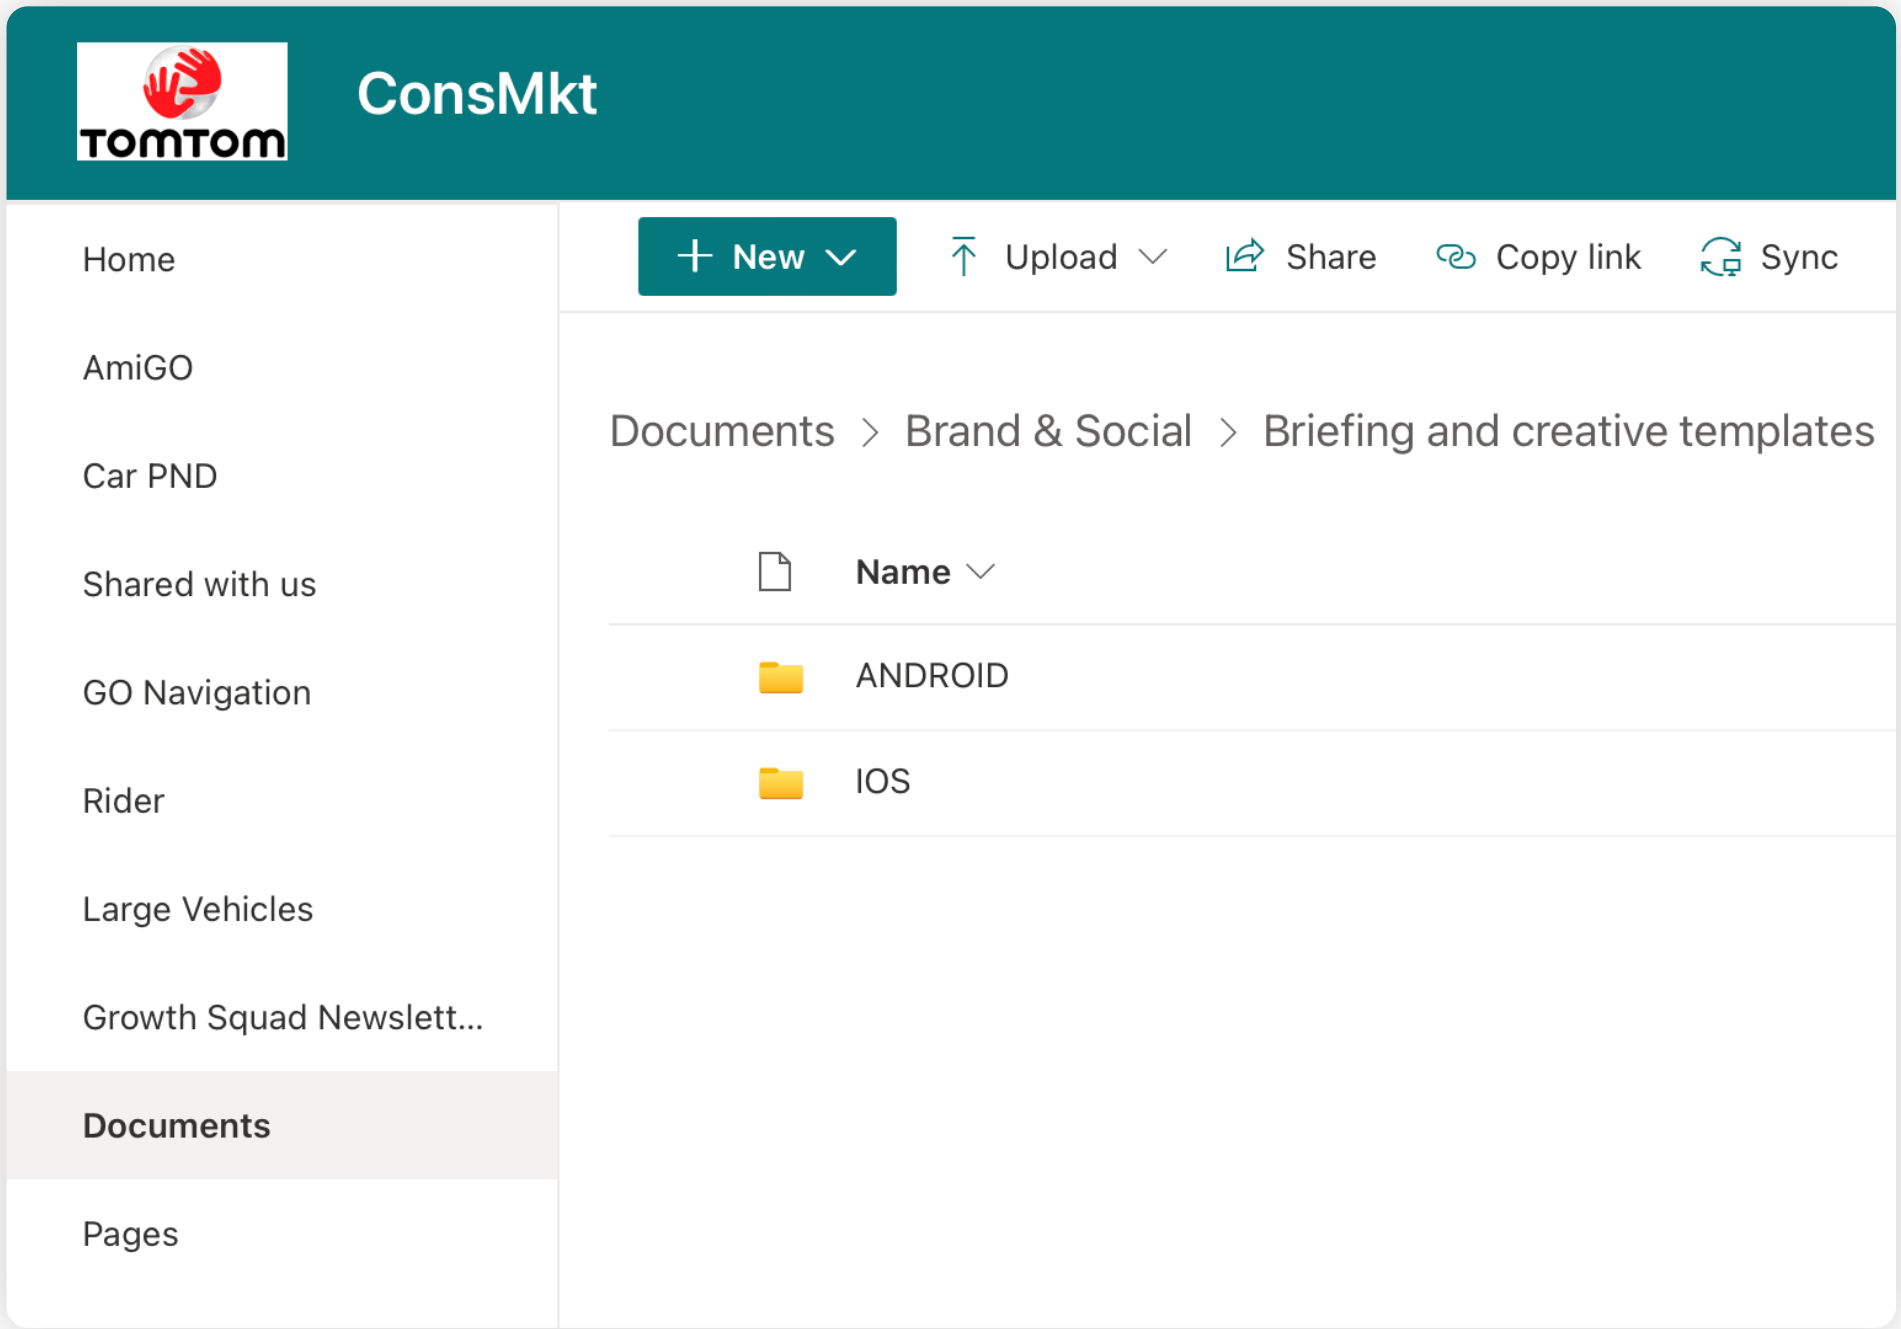 TOMTOM
ConsMkt
Home
AmiGO
Car PND
Shared with us
GO Navigation
Rider
Large Vehicles
Growth Squad Newslett...
Documents
Pages
New Upload Share Copy link Sync
Documents > Brand & Social > Briefing and creative templates
Name
ANDROID
IOS